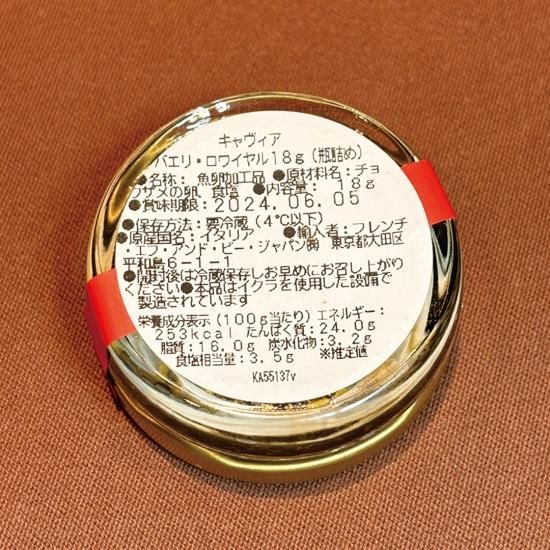 キャヴィア
バエリ・ロワイヤル18g(瓶詰め)
●名称：魚卵加工品 ●原材料名：チョ
ウザメの卵、食塩 ●内容量：18g
●賞味期限：2024.06.05
●保存方法：要冷蔵(4℃以下)
●原産国名：イタリア ●輸入者：フレンチ
・エフ・アンド・ビー・ジャパン㈱ 東京都大田区
平和島6-1-1
●開封後は冷蔵保存しお早めにお召し上がり
ください●本品はイクラを使用した設備で
製造されています
栄養成分表示(100g当たり)エネルギー：
253kcal たんぱく質：24.0g
脂質：16.0g 炭水化物：3.2g
食塩相当量：3.5g ※推定値
KA55137v